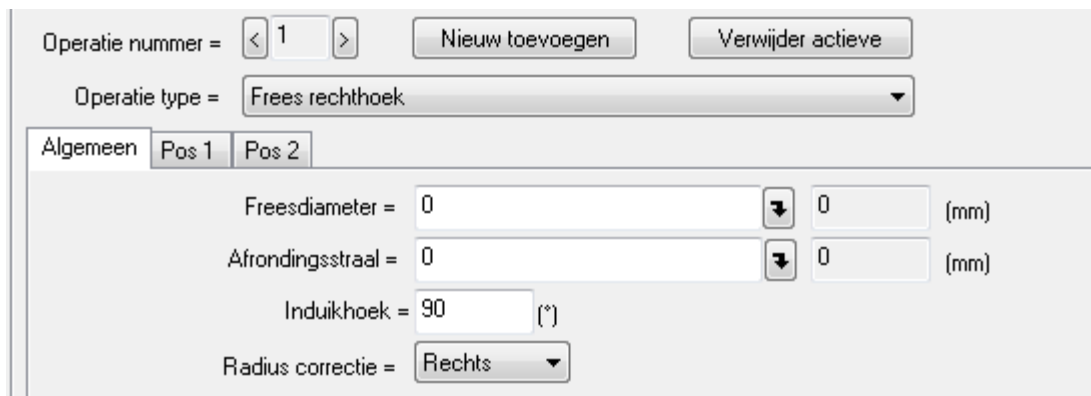 Operatie nummer = < 1 > Nieuw toevoegen Verwijder actieve
Operatie type = Frees rechthoek
Algemeen Pos 1 Pos 2
Freesdiameter = 0 0 (mm)
Afrondingsstraal = 0 0 (mm)
Induikhoek = 90 (°)
Radius correctie = Rechts